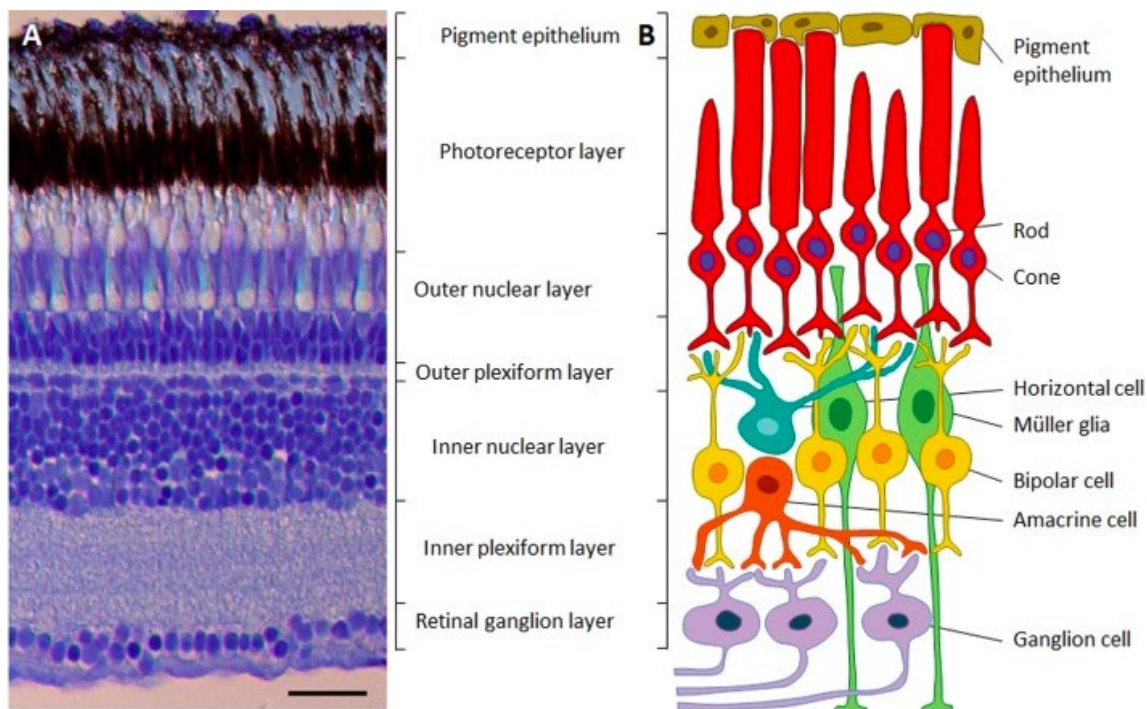 A
Pigment epithelium
Photoreceptor layer
Outer nuclear layer
Outer plexiform layer
Inner nuclear layer
Inner plexiform layer
Retinal ganglion layer
B
Pigment
epithelium
Rod
Cone
Horizontal cell
Müller glia
Bipolar cell
Amacrine cell
Ganglion cell